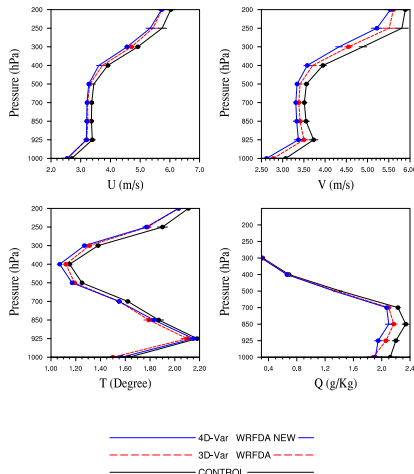 200
250
300
400
500
700
850
925
1000
Pressure (hPa)
2.0 3.0 4.0 5.0 6.0 7.0
U (m/s)
200
250
300
400
500
700
850
925
1000
Pressure (hPa)
2.50 3.00 3.50 4.00 4.50 5.00 5.50 6.00
V (m/s)
200
250
300
400
500
700
850
925
1000
Pressure (hPa)
1.00 1.20 1.40 1.60 1.80 2.00 2.20
T (Degree)
200
250
300
400
500
700
850
925
1000
Pressure (hPa)
0.4 0.8 1.2 1.6 2.0 2.4
Q (g/Kg)
4D-Var WRFDA NEW
3D-Var WRFDA
CONTROL